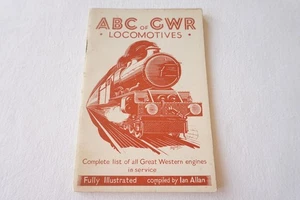 ABC OF GWR
• LOCOMOTIVES •
Complete list of all Great Western engines
in service
Fully Illustrated compiled by Ian Allan